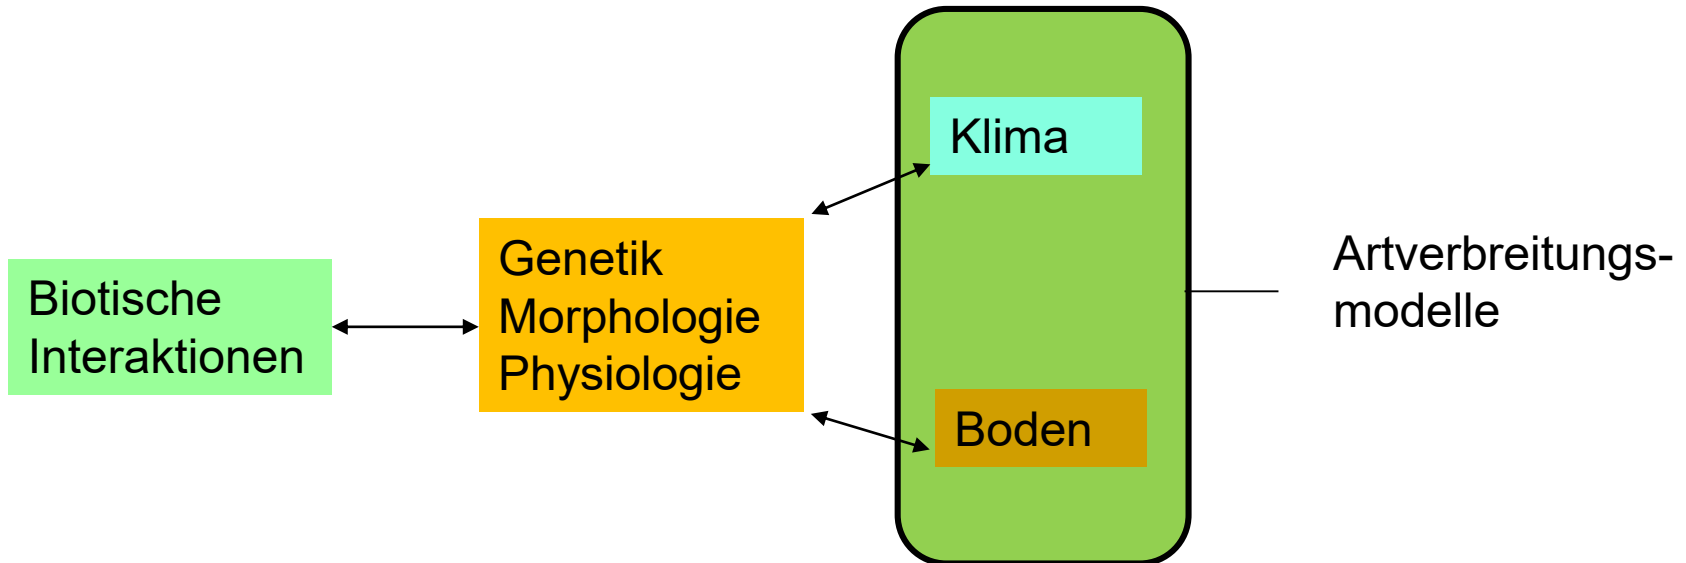 Biotische
Interaktionen
Genetik
Morphologie
Physiologie
Klima
Boden
Artverbreitungs-
modelle